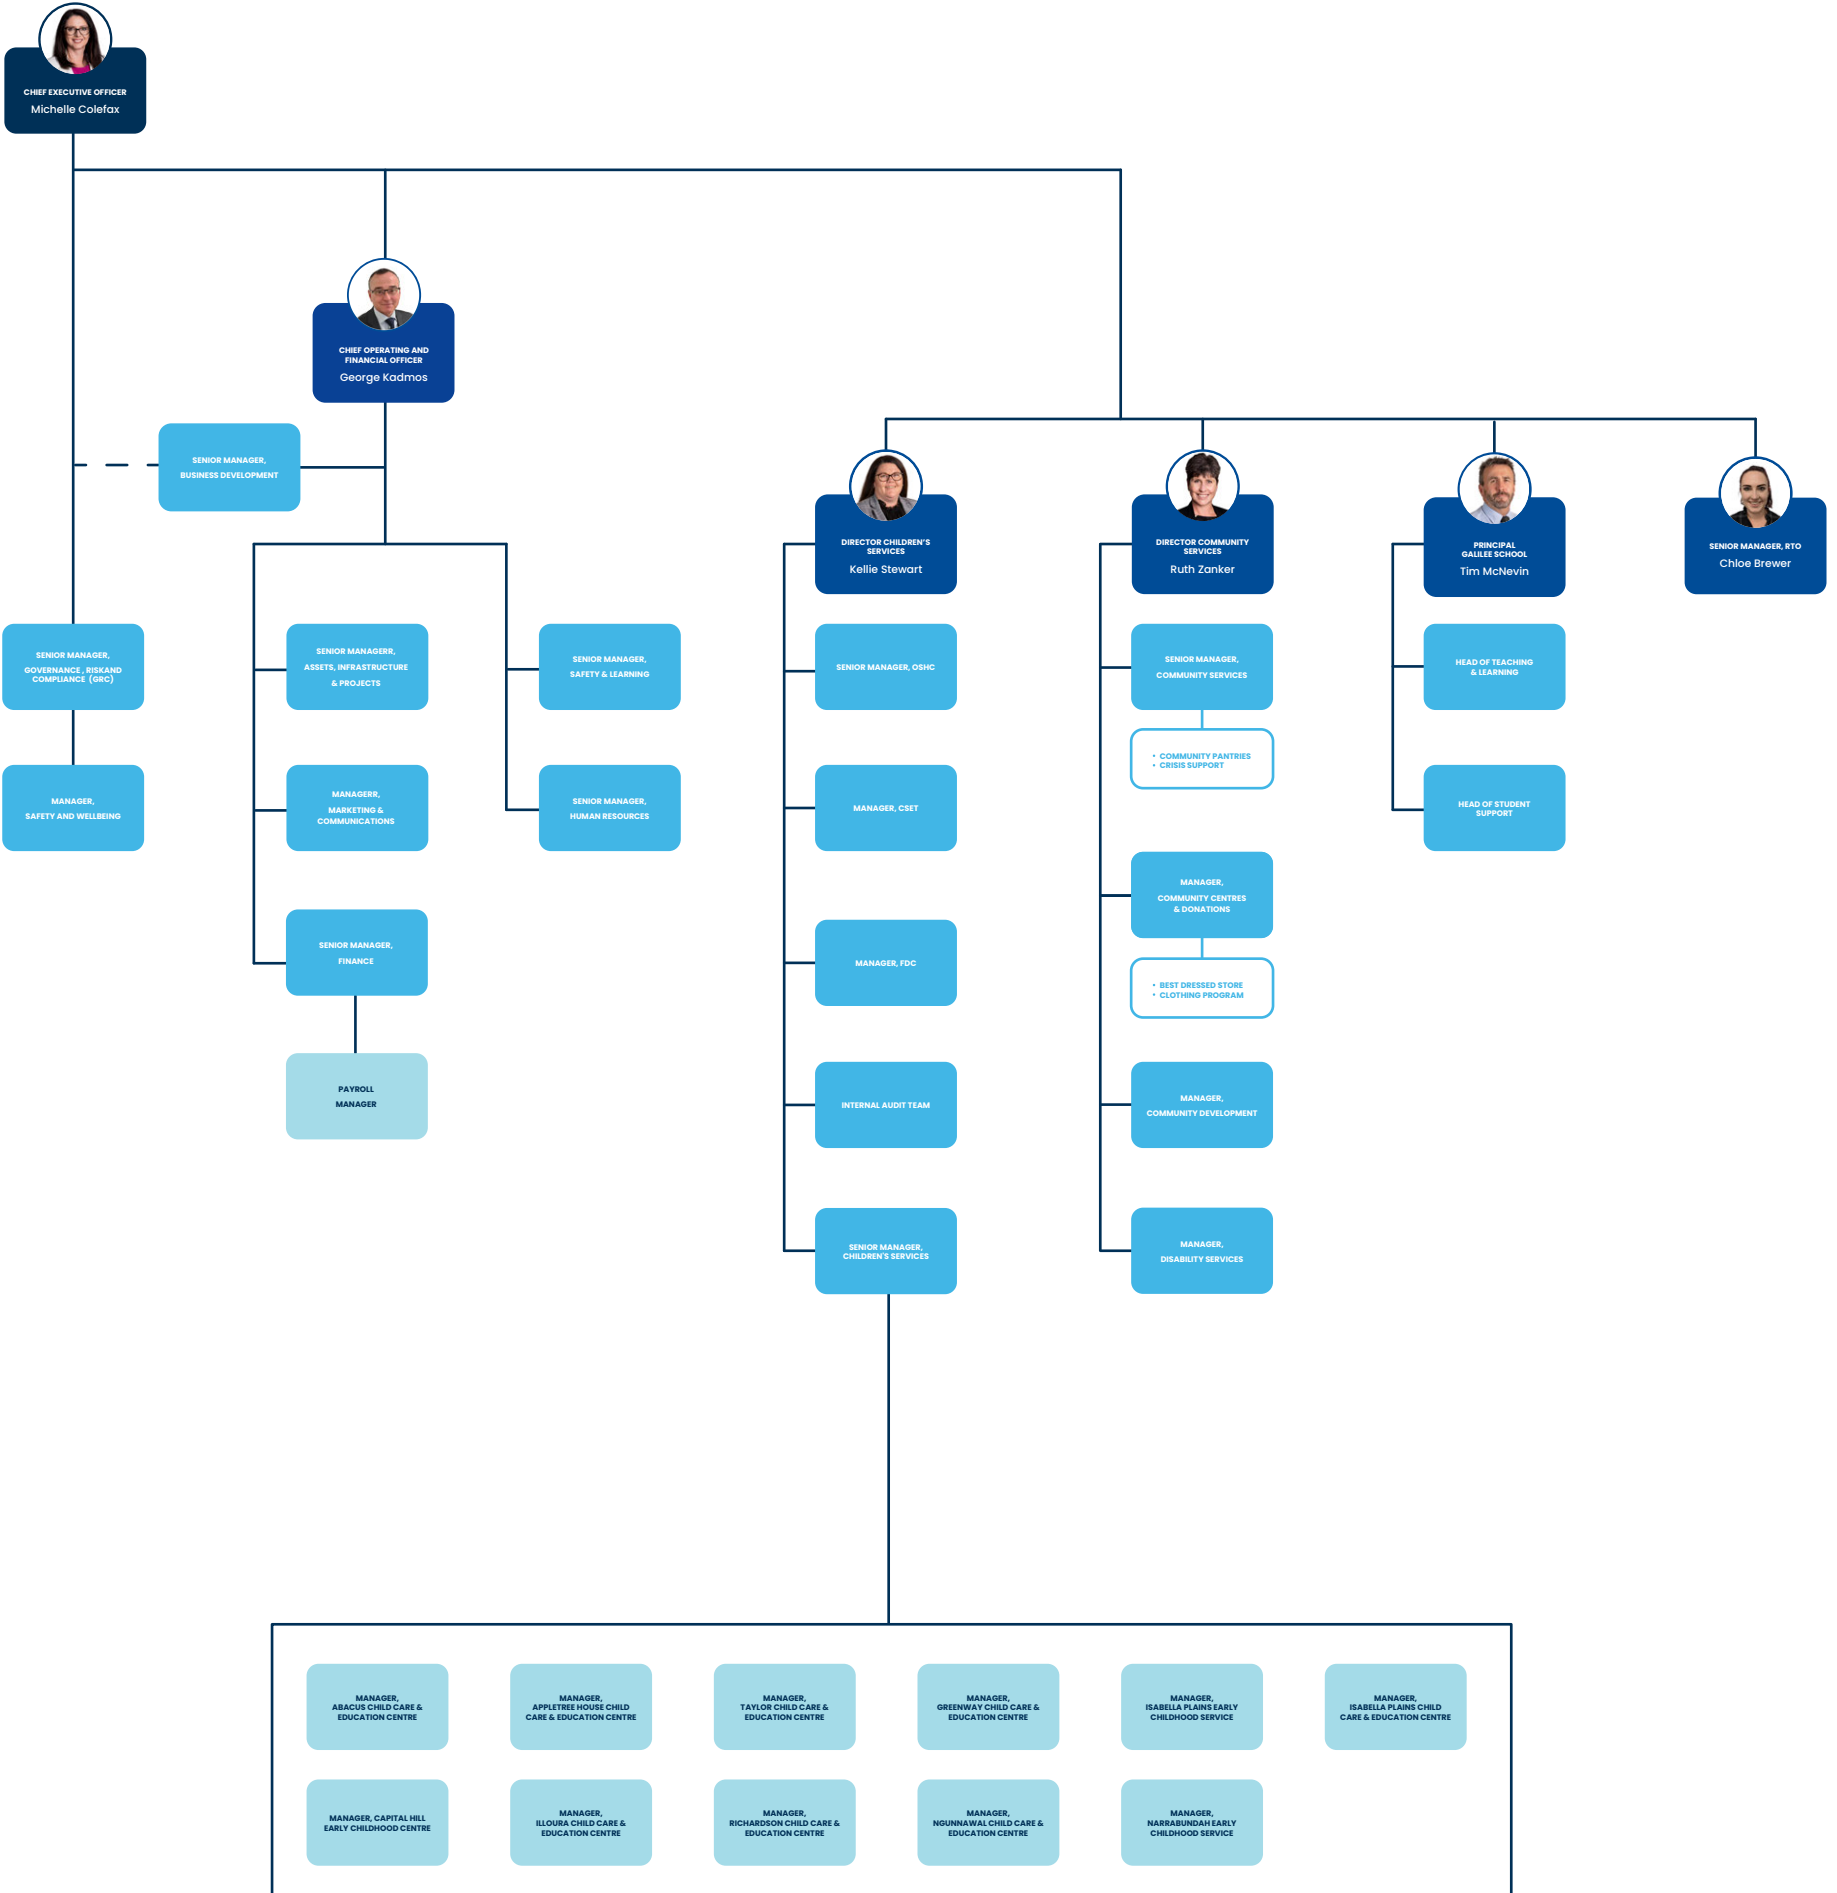 CHIEF EXECUTIVE OFFICER
Michelle Colefax
CHIEF OPERATING AND
FINANCIAL OFFICER
George Kadmos
SENIOR MANAGER,
BUSINESS DEVELOPMENT
DIRECTOR CHILDREN'S
SERVICES
Kellie Stewart
DIRECTOR COMMUNITY
SERVICES
Ruth Zanker
PRINCIPAL
GALILEE SCHOOL
Tim McNevin
SENIOR MANAGER, RTO
Chloe Brewer
SENIOR MANAGER,
GOVERNANCE , RISKAND
COMPLIANCE (GRC)
SENIOR MANAGERR,
ASSETS, INFRASTRUCTURE
& PROJECTS
SENIOR MANAGER,
SAFETY & LEARNING
SENIOR MANAGER, OSHC
SENIOR MANAGER,
COMMUNITY SERVICES
HEAD OF TEACHING
& LEARNING
• COMMUNITY PANTRIES
• CRISIS SUPPORT
MANAGER,
SAFETY AND WELLBEING
MANAGERR,
MARKETING &
COMMUNICATIONS
SENIOR MANAGER,
HUMAN RESOURCES
MANAGER, CSET
HEAD OF STUDENT
SUPPORT
MANAGER,
COMMUNITY CENTRES
& DONATIONS
SENIOR MANAGER,
FINANCE
MANAGER, FDC
• BEST DRESSED STORE
• CLOTHING PROGRAM
PAYROLL
MANAGER
INTERNAL AUDIT TEAM
MANAGER,
COMMUNITY DEVELOPMENT
SENIOR MANAGER,
CHILDREN'S SERVICES
MANAGER,
DISABILITY SERVICES
MANAGER,
ABACUS CHILD CARE &
EDUCATION CENTRE
MANAGER,
APPLETREE HOUSE CHILD
CARE & EDUCATION CENTRE
MANAGER,
TAYLOR CHILD CARE &
EDUCATION CENTRE
MANAGER,
GREENWAY CHILD CARE &
EDUCATION CENTRE
MANAGER,
ISABELLA PLAINS EARLY
CHILDHOOD SERVICE
MANAGER,
ISABELLA PLAINS CHILD
CARE & EDUCATION CENTRE
MANAGER, CAPITAL HILL
EARLY CHILDHOOD CENTRE
MANAGER,
ILLOURA CHILD CARE &
EDUCATION CENTRE
MANAGER,
RICHARDSON CHILD CARE &
EDUCATION CENTRE
MANAGER,
NGUNNAWAL CHILD CARE &
EDUCATION CENTRE
MANAGER,
NARRABUNDAH EARLY
CHILDHOOD SERVICE